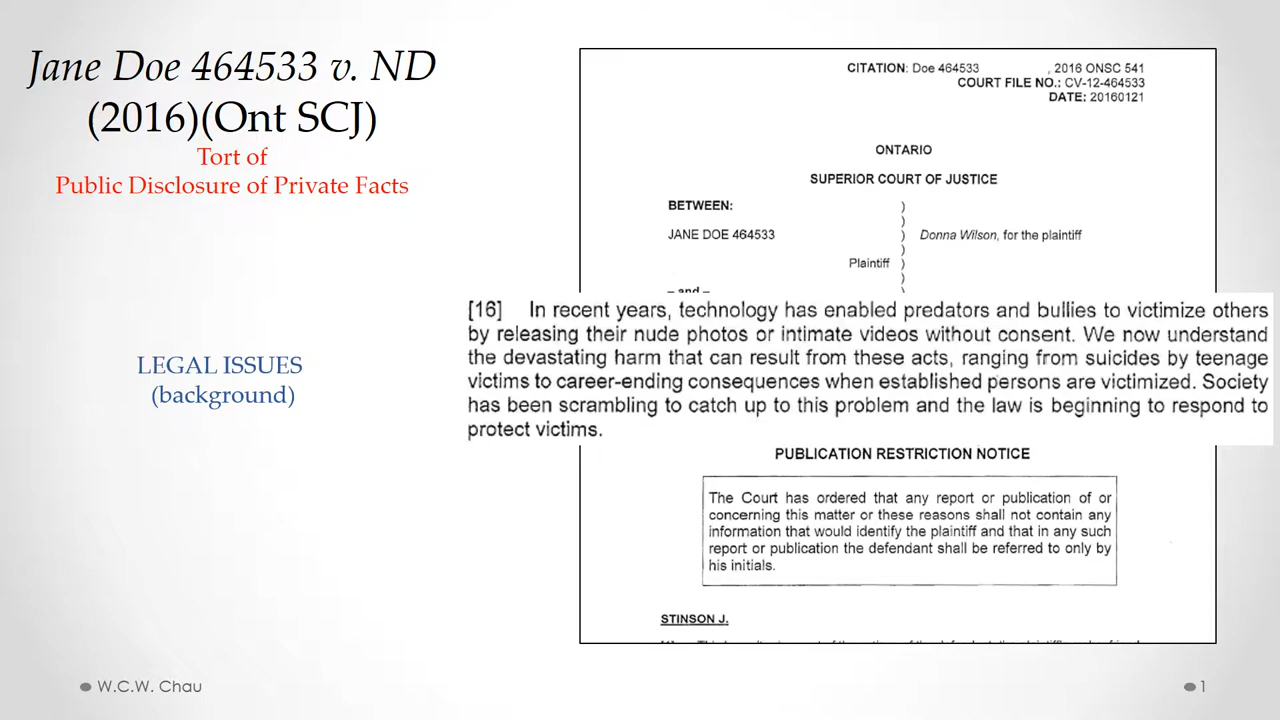 Jane Doe 464533 v. ND
(2016)(Ont SCJ)
Tort of
Public Disclosure of Private Facts
LEGAL ISSUES
(background)
CITATION: Doe 464533 , 2016 ONSC 541
COURT FILE NO.: CV-12-464533
DATE: 20160121
ONTARIO
SUPERIOR COURT OF JUSTICE
BETWEEN:
JANE DOE 464533
Plaintiff
– and –
)
)
) Donna Wilson, for the plaintiff
)
)
)
)
[16] In recent years, technology has enabled predators and bullies to victimize others
by releasing their nude photos or intimate videos without consent. We now understand
the devastating harm that can result from these acts, ranging from suicides by teenage
victims to career-ending consequences when established persons are victimized. Society
has been scrambling to catch up to this problem and the law is beginning to respond to
protect victims.
PUBLICATION RESTRICTION NOTICE
The Court has ordered that any report or publication of or
concerning this matter or these reasons shall not contain any
information that would identify the plaintiff and that in any such
report or publication the defendant shall be referred to only by
his initials.
STINSON J.
W.C.W. Chau
1